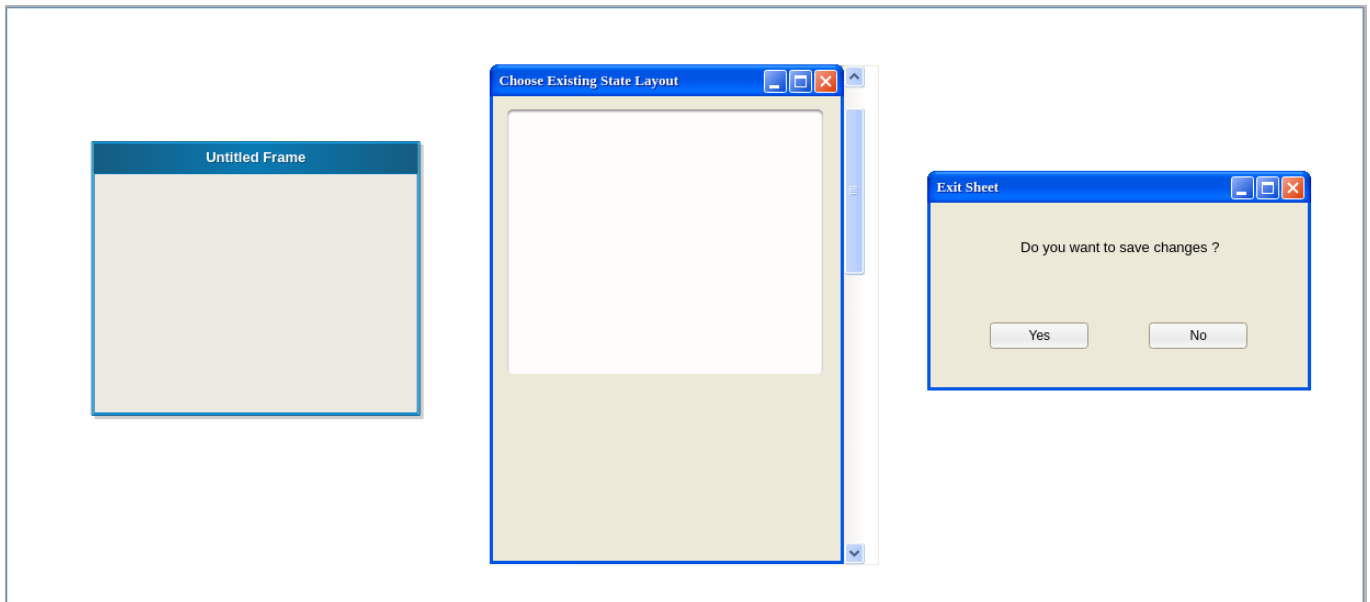 Untitled Frame
Choose Existing State Layout
Exit Sheet
Do you want to save changes ?
Yes
No